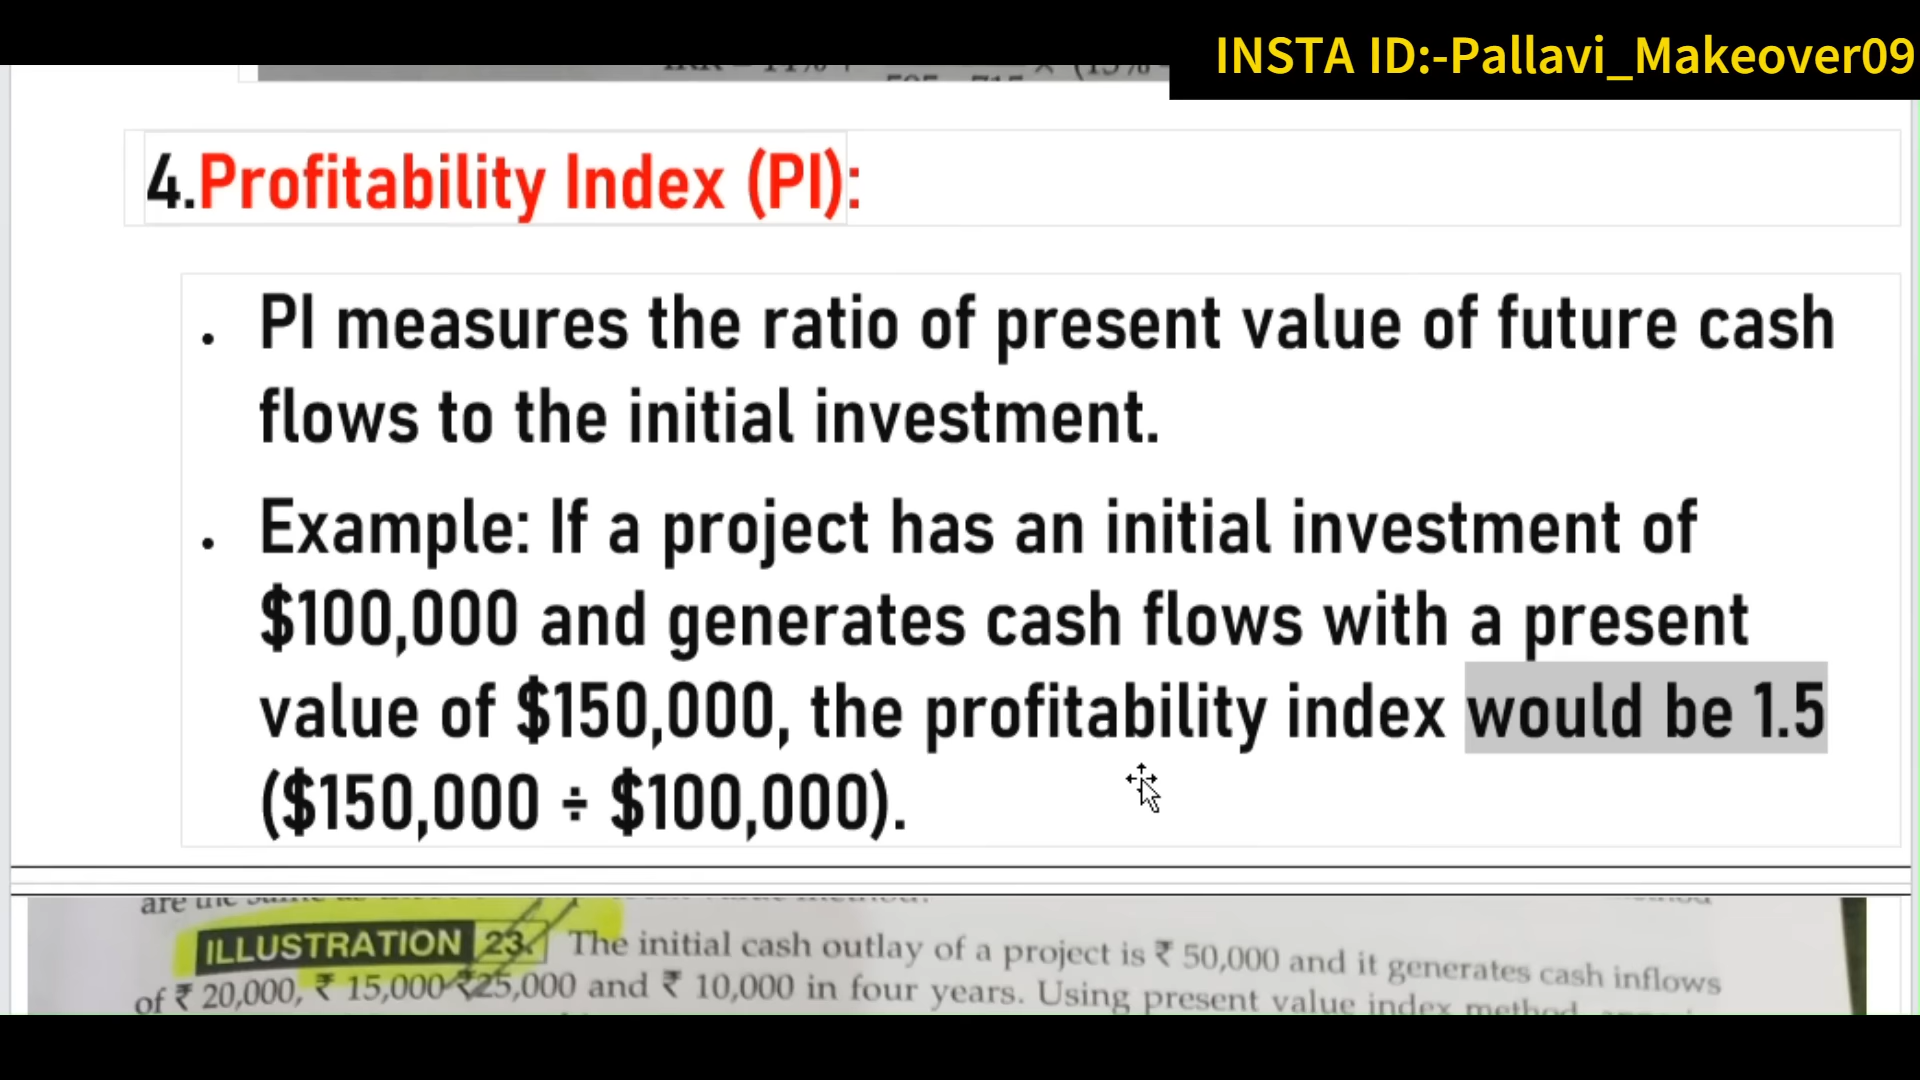 INSTA ID:-Pallavi_Makeover09
4.Profitability Index (PI):
• PI measures the ratio of present value of future cash
flows to the initial investment.
• Example: If a project has an initial investment of
$100,000 and generates cash flows with a present
value of $150,000, the profitability index would be 1.5
($150,000 ÷ $100,000).
are the
ILLUSTRATION 23. The initial cash outlay of a project is ₹ 50,000 and it generates cash inflows
of ₹ 20,000, ₹ 15,000 ₹25,000 and ₹ 10,000 in four years. Using present value index method,